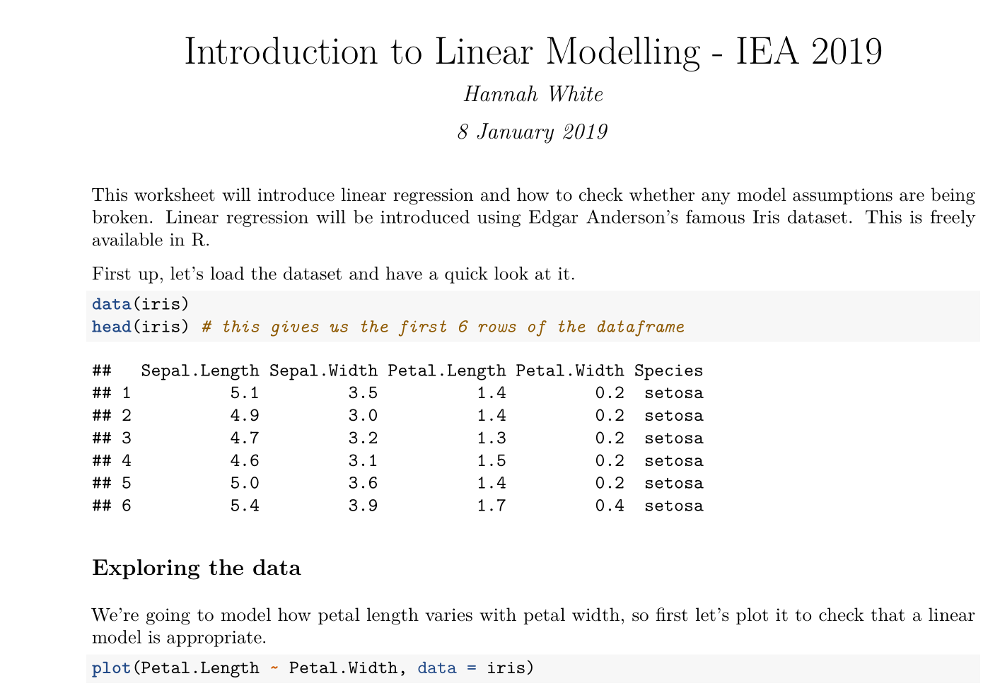 Introduction to Linear Modelling - IEA 2019
Hannah White
8 January 2019
This worksheet will introduce linear regression and how to check whether any model assumptions are being
broken. Linear regression will be introduced using Edgar Anderson's famous Iris dataset. This is freely
available in R.
First up, let's load the dataset and have a quick look at it.
data(iris)
head(iris) # this gives us the first 6 rows of the dataframe
##   Sepal.Length Sepal.Width Petal.Length Petal.Width Species
## 1          5.1         3.5          1.4         0.2  setosa
## 2          4.9         3.0          1.4         0.2  setosa
## 3          4.7         3.2          1.3         0.2  setosa
## 4          4.6         3.1          1.5         0.2  setosa
## 5          5.0         3.6          1.4         0.2  setosa
## 6          5.4         3.9          1.7         0.4  setosa
Exploring the data
We're going to model how petal length varies with petal width, so first let's plot it to check that a linear
model is appropriate.
plot(Petal.Length ~ Petal.Width, data = iris)